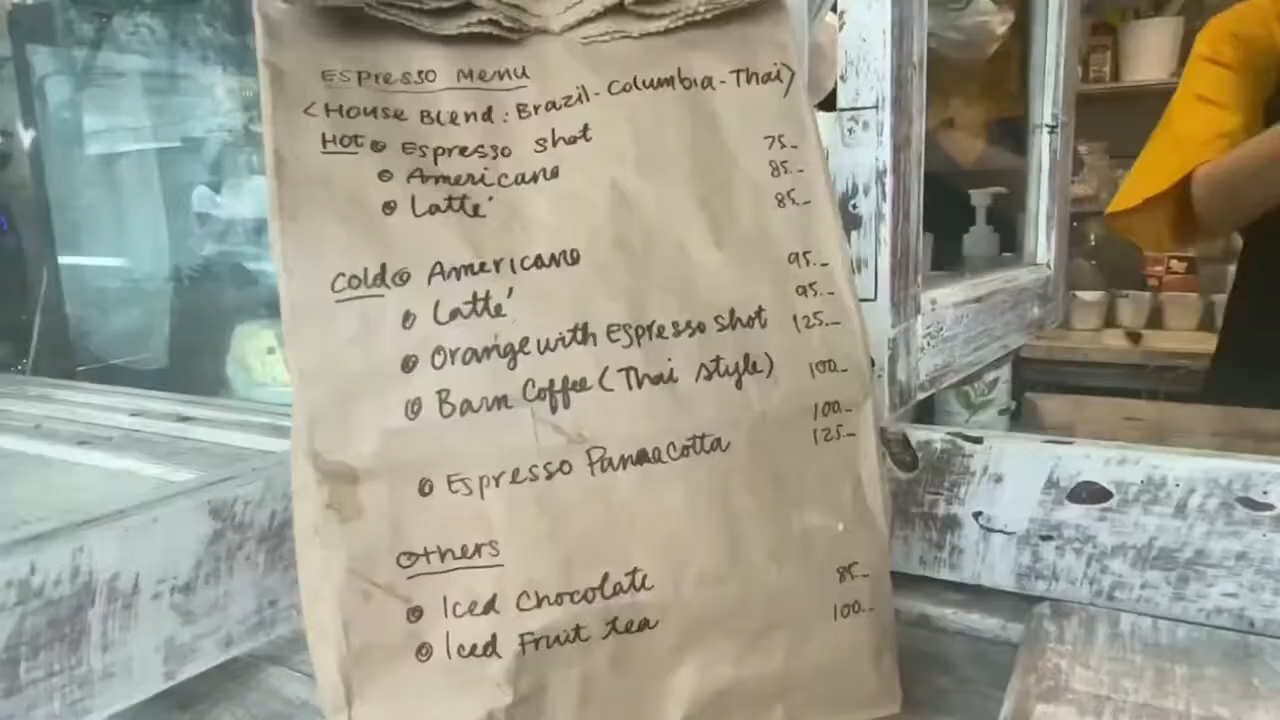 Espresso Menu
<House Blend: Brazil-Columbia-Thai>
Hot Espresso shot 75.-
Americano 85.-
Latte' 85.-
Cold Americano 95.-
Latte' 95.-
Orange with Espresso shot 125.-
Barn Coffee (Thai style) 100.-
100.-
Espresso Pannacotta 125.-
Others
Iced Chocolate 85.-
Iced Fruit tea 100.-